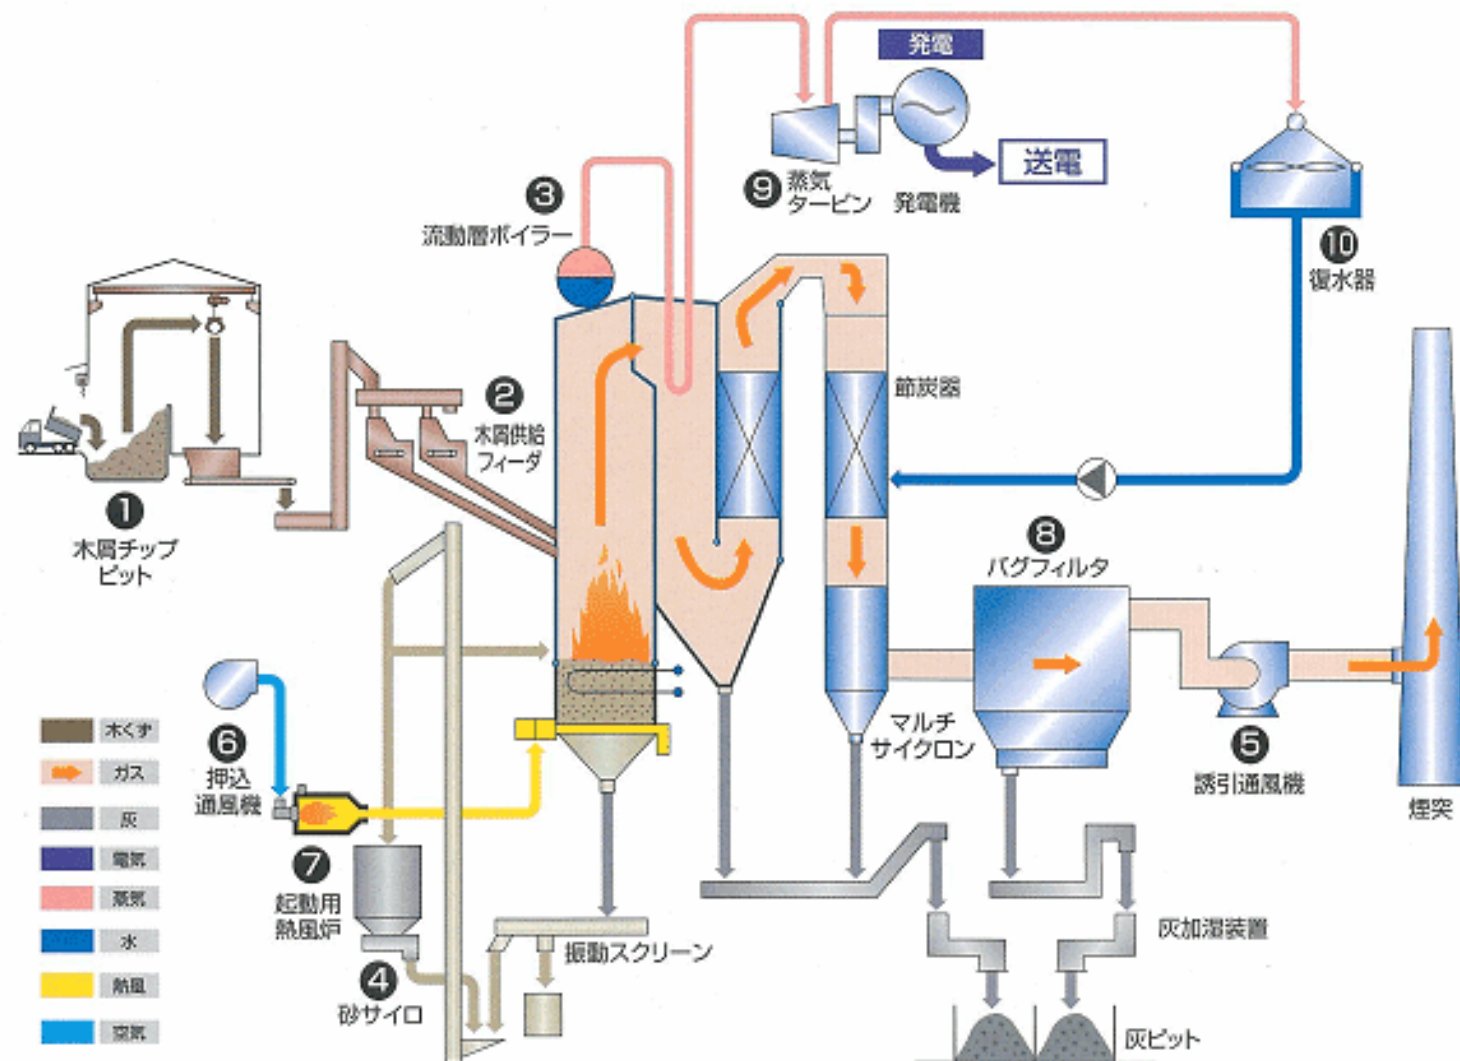 発電
送電
❾ 蒸気
タービン
発電機
❸
流動層ボイラー
❿
復水器
❷
木屑供給
フィーダ
節炭器
❶
木屑チップ
ピット
❽
バグフィルタ
❻
押込
通風機
マルチ
サイクロン
❺
誘引通風機
煙突
❼
起動用
熱風炉
❹
砂サイロ
振動スクリーン
灰加湿装置
灰ピット
木くず
ガス
灰
電気
蒸気
水
熱風
空気